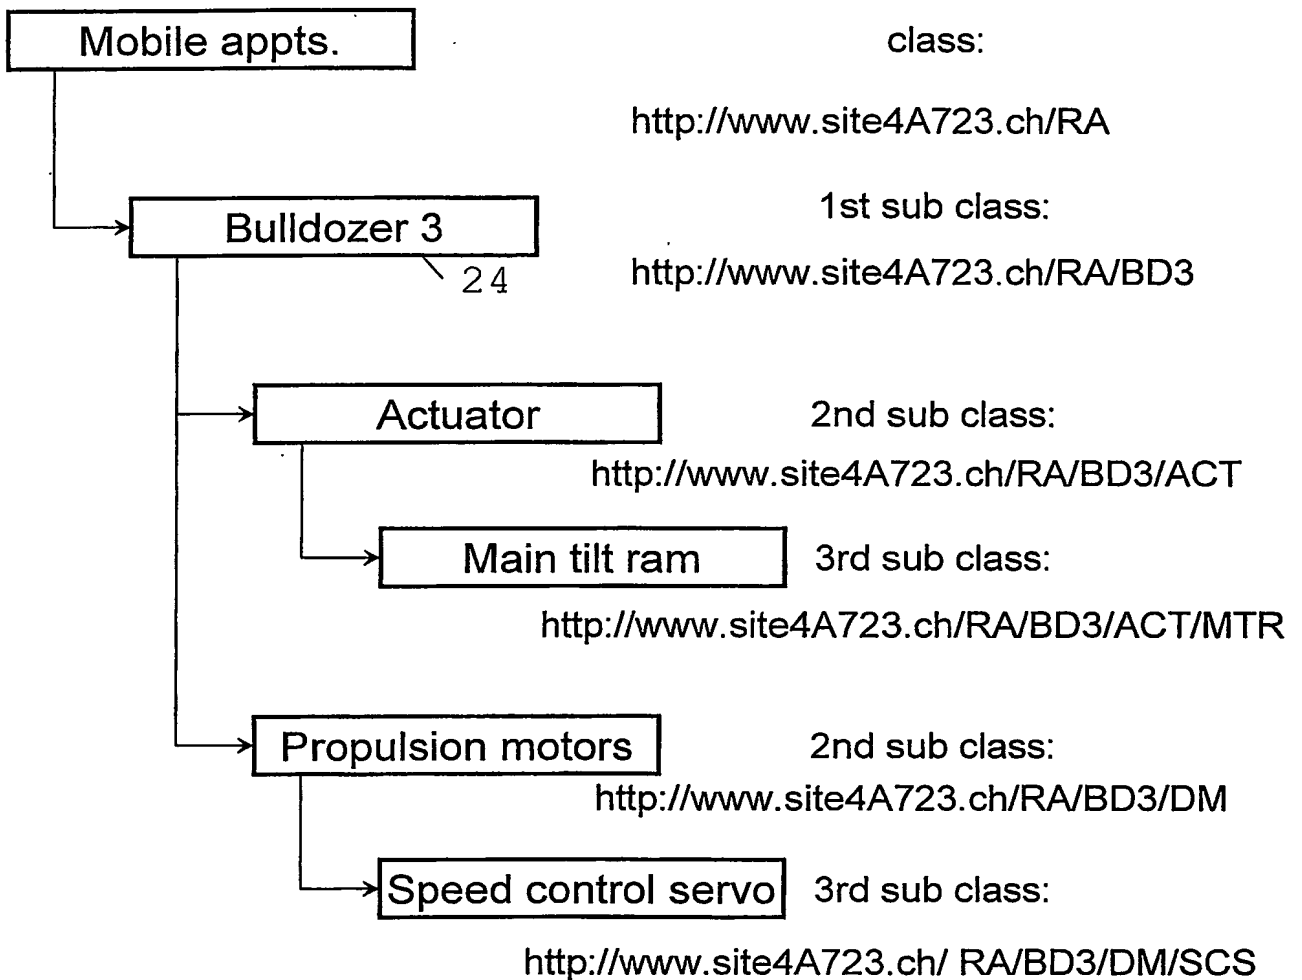 Mobile appts.
class:
http://www.site4A723.ch/RA
Bulldozer 3
1st sub class:
24
http://www.site4A723.ch/RA/BD3
Actuator
2nd sub class:
http://www.site4A723.ch/RA/BD3/ACT
Main tilt ram
3rd sub class:
http://www.site4A723.ch/RA/BD3/ACT/MTR
Propulsion motors
2nd sub class:
http://www.site4A723.ch/RA/BD3/DM
Speed control servo
3rd sub class:
http://www.site4A723.ch/ RA/BD3/DM/SCS